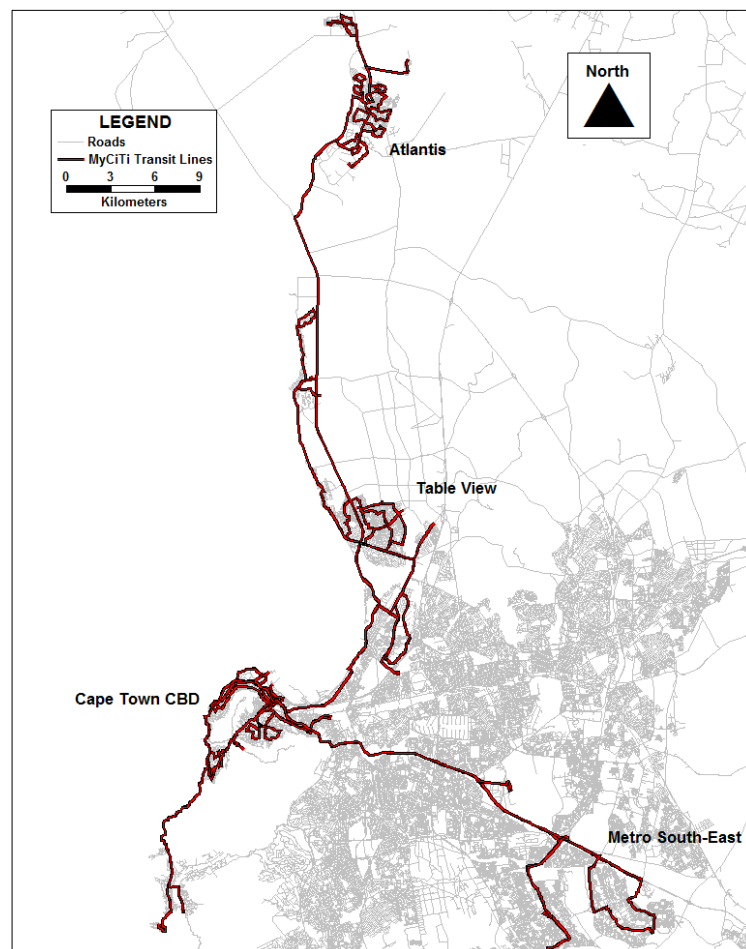 North
LEGEND
Roads
MyCiTi Transit Lines
0 3 6 9
Kilometers
Atlantis
Table View
Cape Town CBD
Metro South-East